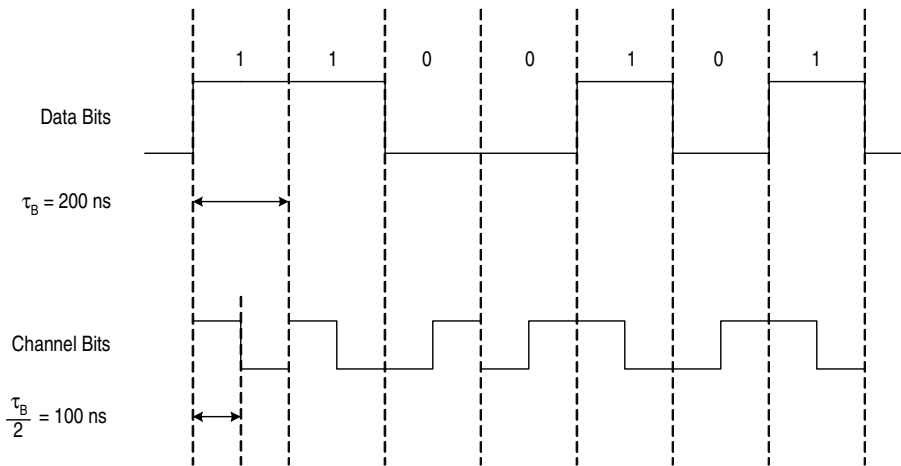 1 1 0 0 1 0 1
Data Bits
τB = 200 ns
Channel Bits
τB
2 = 100 ns